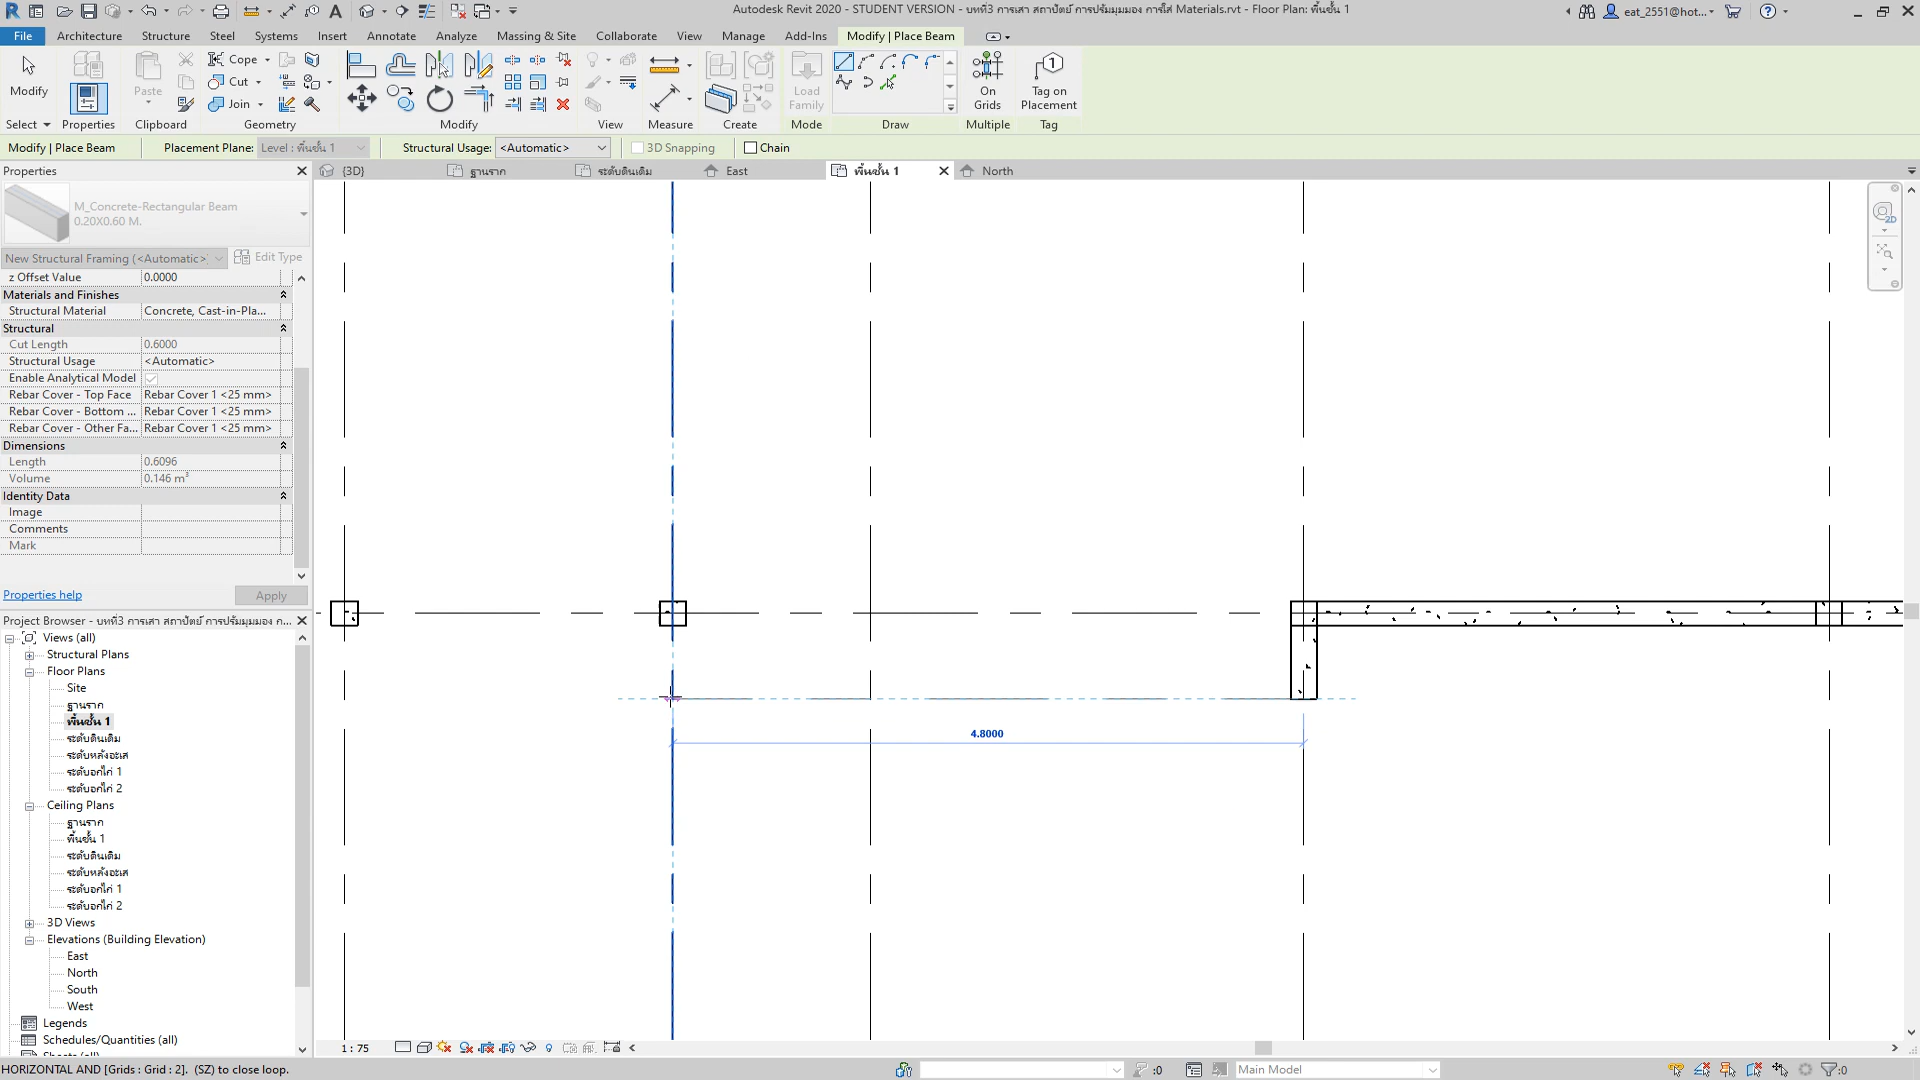 Autodesk Revit 2020 - STUDENT VERSION - บทที่3 การเสา สถาปัตย์ การปรับมุมมอง การใส่ Materials.rvt - Floor Plan: พื้นชั้น 1
eat_2551@hot...
File Architecture Structure Steel Systems Insert Annotate Analyze Massing & Site Collaborate View Manage Add-Ins Modify | Place Beam
Modify
Paste
Cope
Cut
Join
Load Family
On Grids
Tag on Placement
Select Properties Clipboard Geometry Modify View Measure Create Mode Draw Multiple Tag
Modify | Place Beam Placement Plane: Level : พื้นชั้น 1 Structural Usage: <Automatic> 3D Snapping Chain
Properties
{3D} ฐานราก ระดับดินเดิม East พื้นชั้น 1 North
M_Concrete-Rectangular Beam
0.20X0.60 M.
New Structural Framing (<Automatic> Edit Type
z Offset Value 0.0000
Materials and Finishes
Structural Material Concrete, Cast-in-Pla...
Structural
Cut Length 0.6000
Structural Usage <Automatic>
Enable Analytical Model
Rebar Cover - Top Face Rebar Cover 1 <25 mm>
Rebar Cover - Bottom ... Rebar Cover 1 <25 mm>
Rebar Cover - Other Fa... Rebar Cover 1 <25 mm>
Dimensions
Length 0.6096
Volume 0.146 m³
Identity Data
Image
Comments
Mark
Properties help Apply
Project Browser - บทที่3 การเสา สถาปัตย์ การปรับมุมมอง ก...
Views (all)
Structural Plans
Floor Plans
Site
ฐานราก
พื้นชั้น 1
ระดับดินเดิม
ระดับหลังอะเส
ระดับอกไก่ 1
ระดับอกไก่ 2
Ceiling Plans
ฐานราก
พื้นชั้น 1
ระดับดินเดิม
ระดับหลังอะเส
ระดับอกไก่ 1
ระดับอกไก่ 2
3D Views
Elevations (Building Elevation)
East
North
South
West
Legends
Schedules/Quantities (all)
Sheets (all)
4.8000
2D
1 : 75
HORIZONTAL AND [Grids : Grid : 2]. (SZ) to close loop.
:0
Main Model
:0